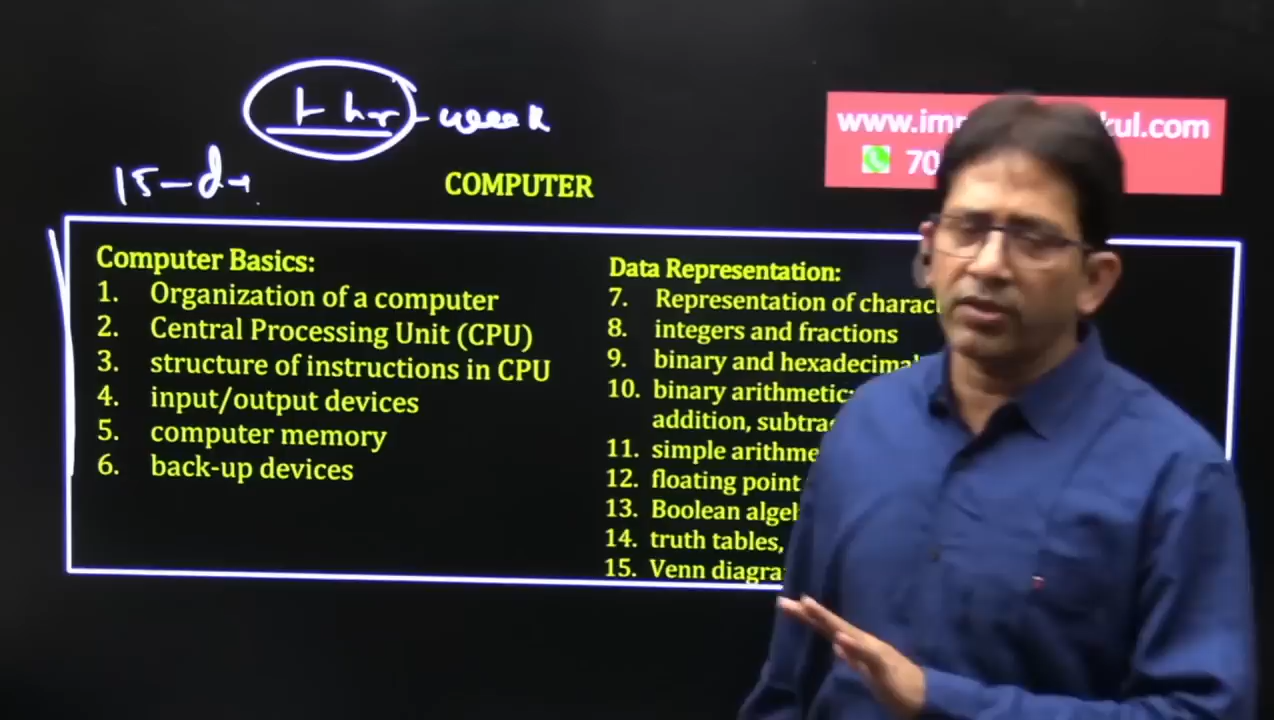 1 hr - week
15 - d
www.im kul.com
70
COMPUTER
Computer Basics:
1. Organization of a computer
2. Central Processing Unit (CPU)
3. structure of instructions in CPU
4. input/output devices
5. computer memory
6. back-up devices
Data Representation:
7. Representation of charac
8. integers and fractions
9. binary and hexadecimal
10. binary arithmetic:
addition, subtra
11. simple arithme
12. floating point
13. Boolean algel
14. truth tables,
15. Venn diagra